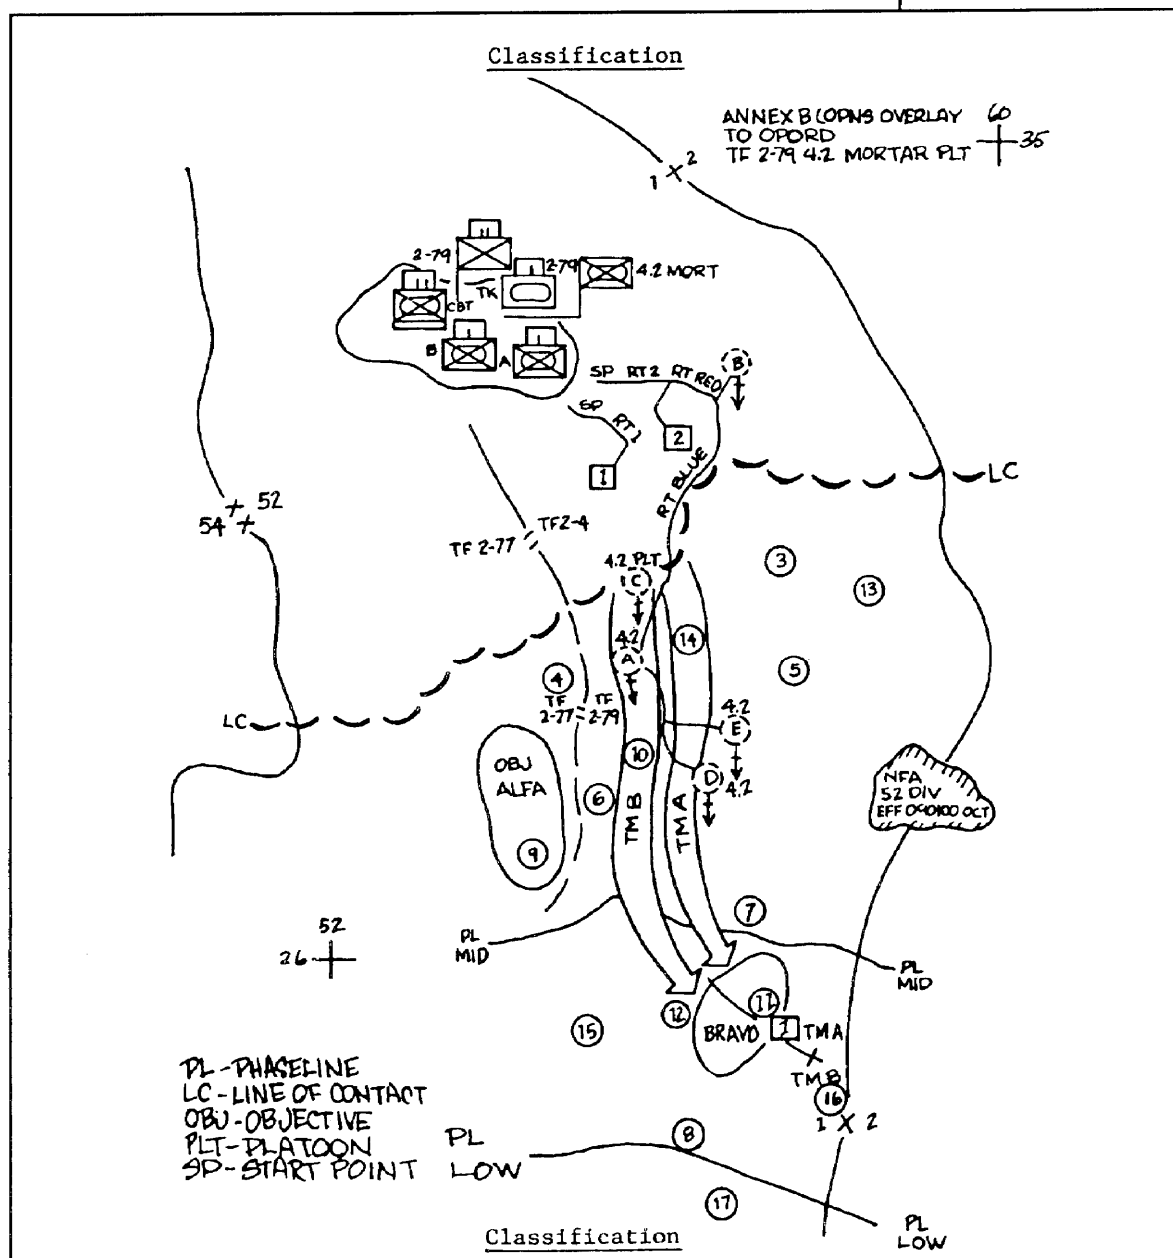 Classification
ANNEX B (OPNS OVERLAY
TO OPORD
TF 2-79 4.2 MORTAR PLT
60
35
1 X 2
2-79
2-79
4.2 MORT
TK
CBT
B
A
SP RT 2 RT RED
B
SP RT 1
2
1
RT BLUE
LC
52
54
TF 2-4
TF 2-77
4.2 PLT
C
3
13
4.2
A
14
4
5
TF 2-77
TF 2-79
4.2
E
LC
10
OBJ
ALFA
D
4.2
NFA
52 DIV
EFF 040100 OCT
6
TM B
TM A
9
7
52
26
PL
MID
PL
MID
12
11
15
BRAVO
1
TM A
TM B
16
1 X 2
PL-PHASELINE
LC-LINE OF CONTACT
OBJ-OBJECTIVE
PLT-PLATOON
SP-START POINT
PL
LOW
8
17
PL
LOW
Classification